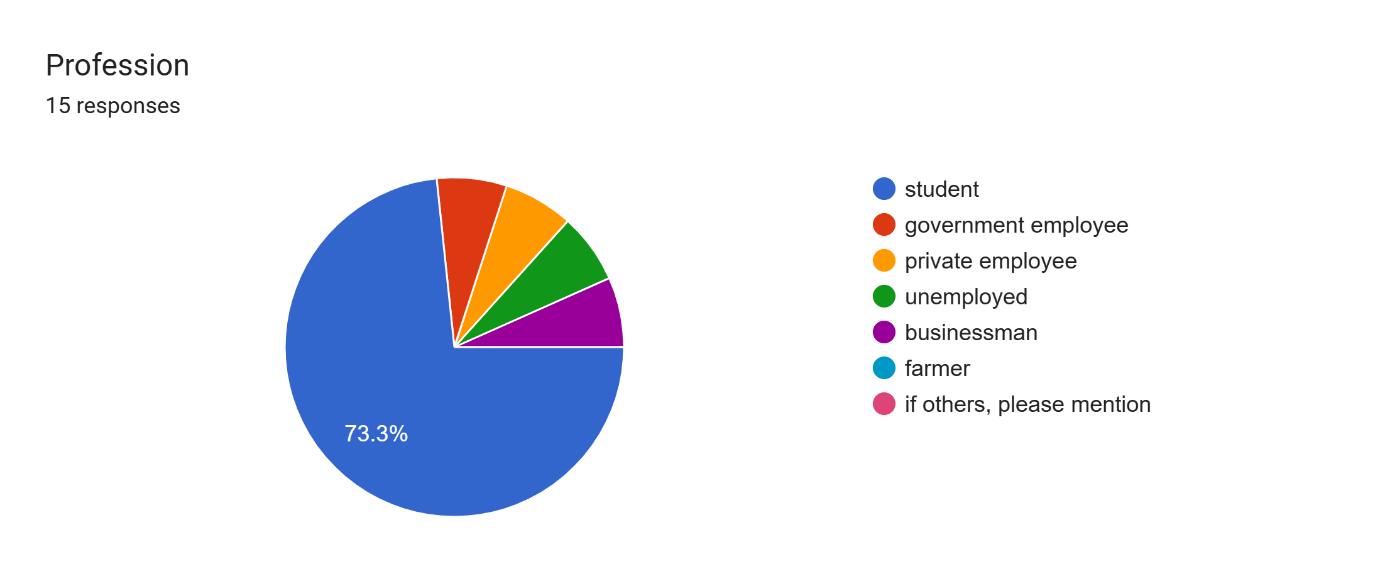 Profession
15 responses
73.3%
student
government employee
private employee
unemployed
businessman
farmer
if others, please mention